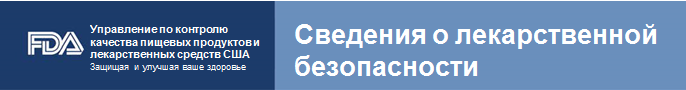 FDA
Управление по контролю
качества пищевых продуктов и
лекарственных средств США
Защищая и улучшая ваше здоровье
Сведения о лекарственной
безопасности